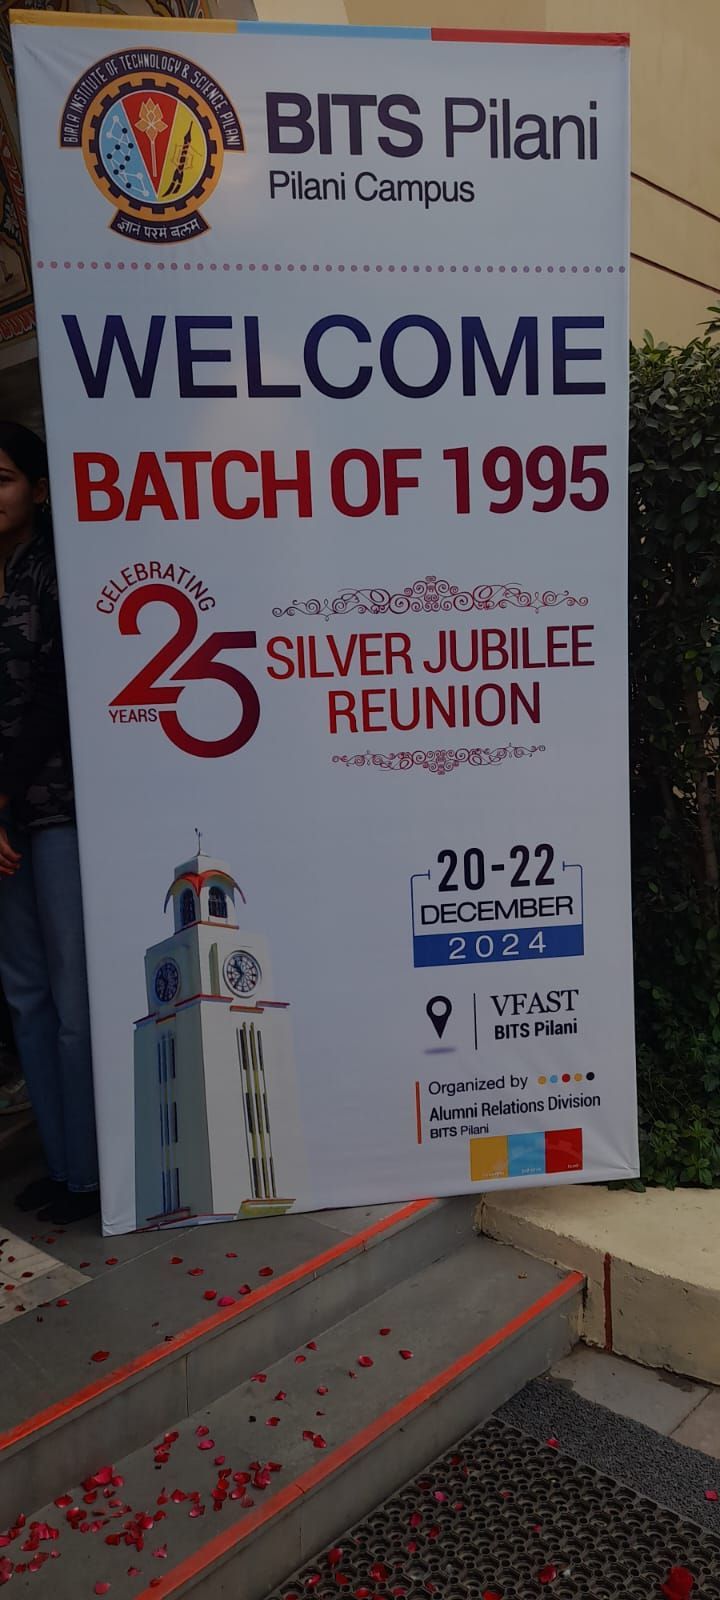 BIRLA INSTITUTE OF TECHNOLOGY & SCIENCE, PILANI
ज्ञानं परमं बलम्
BITS Pilani
Pilani Campus
WELCOME
BATCH OF 1995
CELEBRATING
25
YEARS
SILVER JUBILEE
REUNION
20-22
DECEMBER
2024
VFAST
BITS Pilani
Organized by
Alumni Relations Division
BITS Pilani